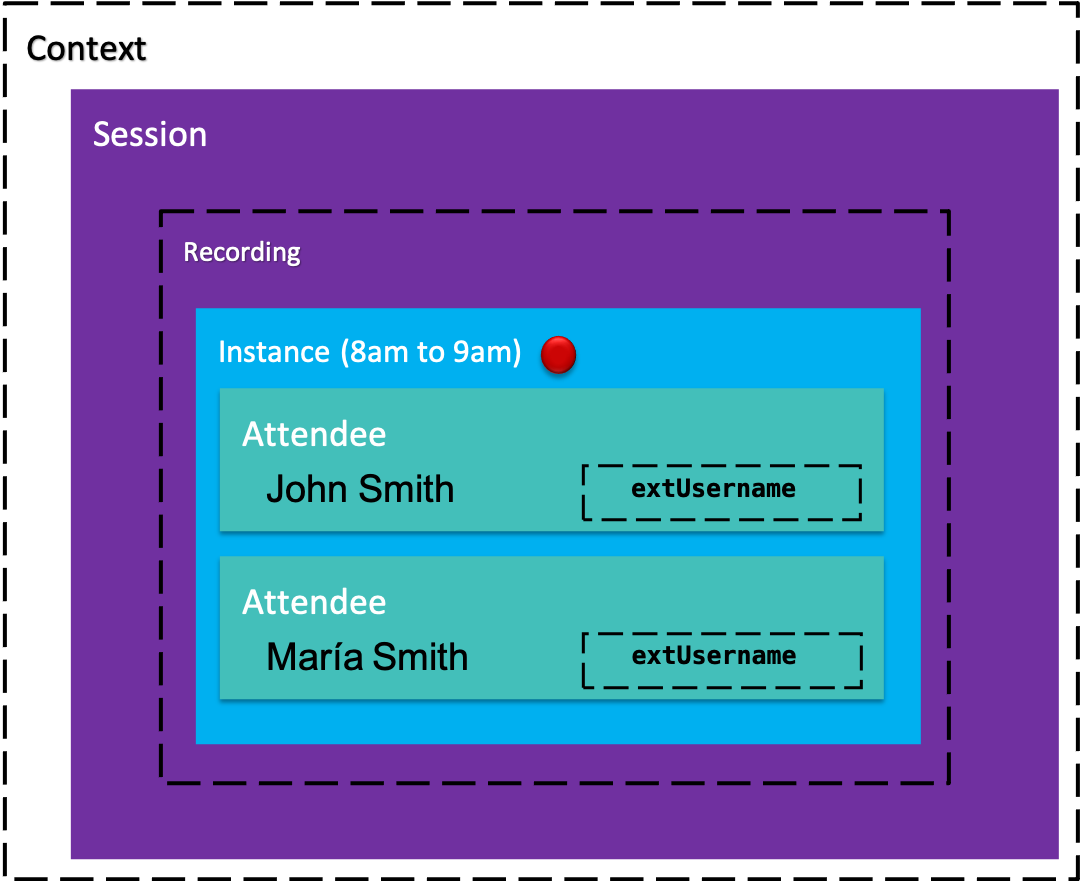 Context
Session
Recording
Instance (8am to 9am)
Attendee
John Smith
extUsername
Attendee
María Smith
extUsername